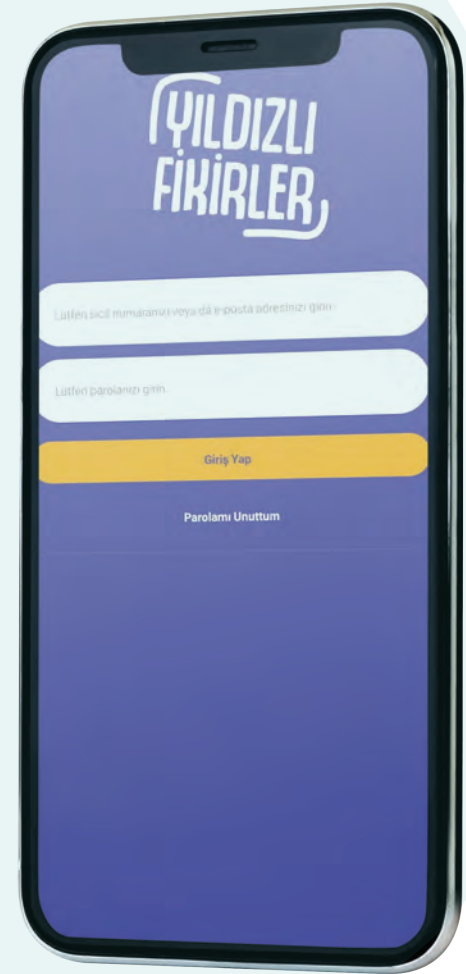 YILDIZLI
FİKİRLER
Lütfen sicil numaranızı veya da e-posta adresinizi girin
Lütfen parolanızı girin
Giriş Yap
Parolamı Unuttum